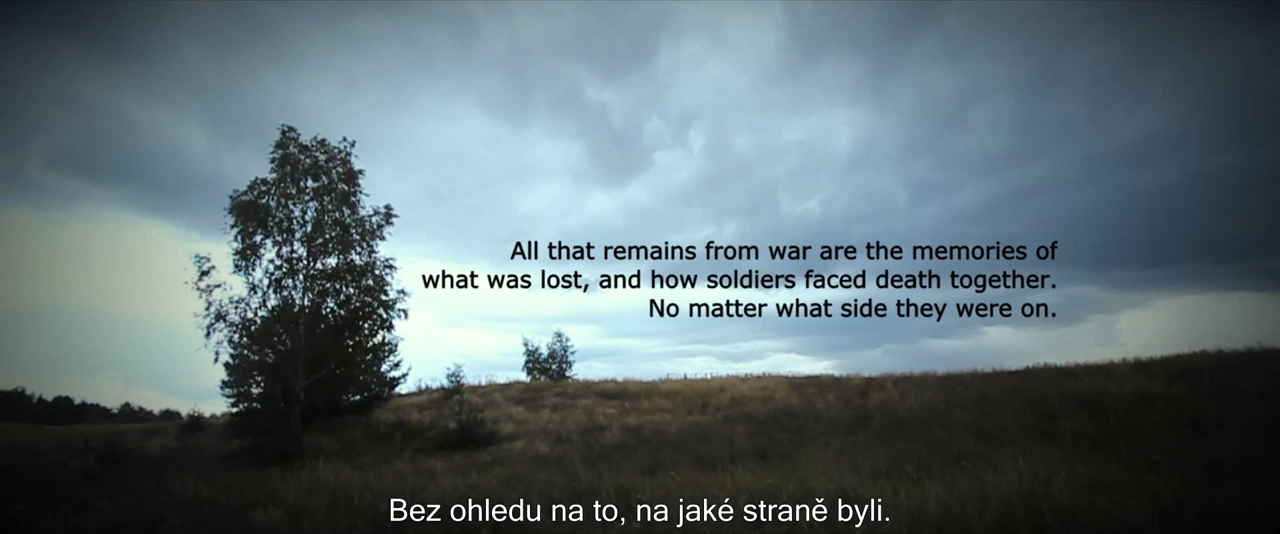 All that remains from war are the memories of
what was lost, and how soldiers faced death together.
No matter what side they were on.
Bez ohledu na to, na jaké straně byli.